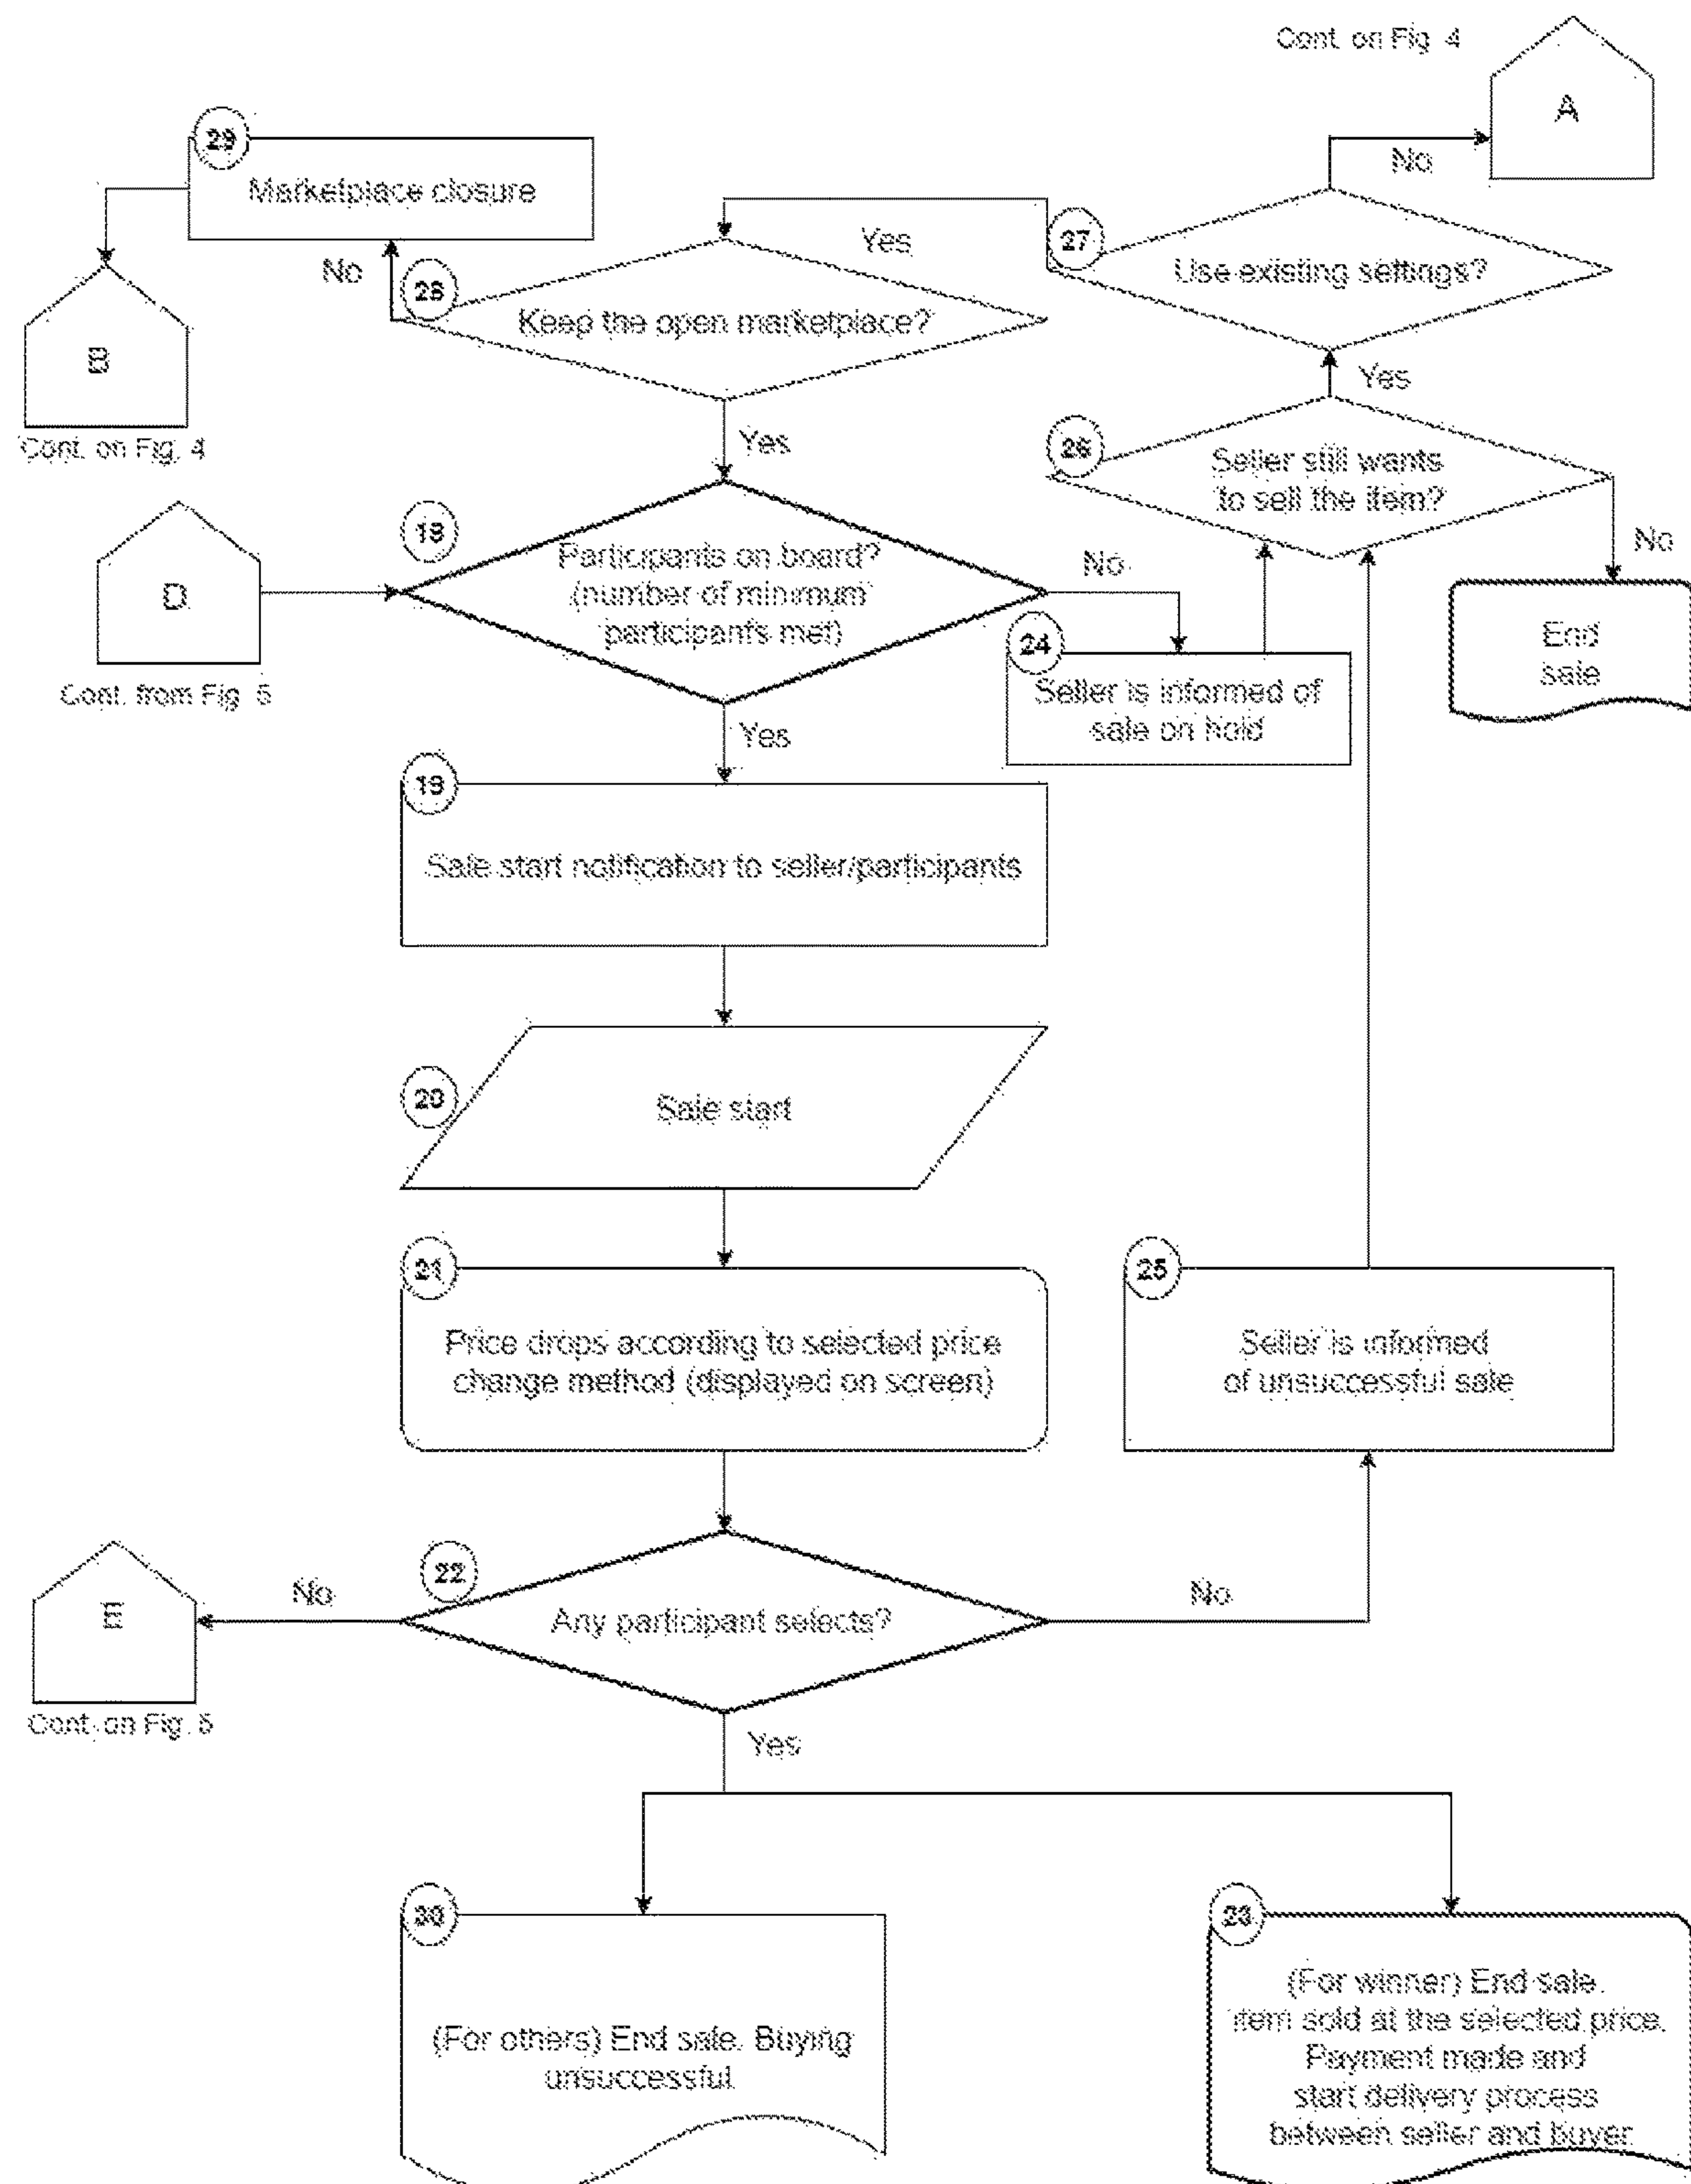 Cont. on Fig. 4
A
No
29
Marketplace closure
Yes
27
Use existing settings?
No
28
Keep the open marketplace?
B
Cont. on Fig. 4
Yes
Yes
26
Seller still wants
to sell the item?
No
18
Participants on board?
(number of minimum
participants met)
No
D
Cont. from Fig. 5
24
Seller is informed of
sale on hold
End
sale
Yes
19
Sale start notification to seller/participants
20
Sale start
21
Price drops according to selected price
change method (displayed on screen)
25
Seller is informed
of unsuccessful sale
E
Cont. on Fig. 5
No
22
Any participant selects?
No
Yes
30
(For others) End sale. Buying
unsuccessful.
23
(For winner) End sale.
Item sold at the selected price.
Payment made and
start delivery process
between seller and buyer.